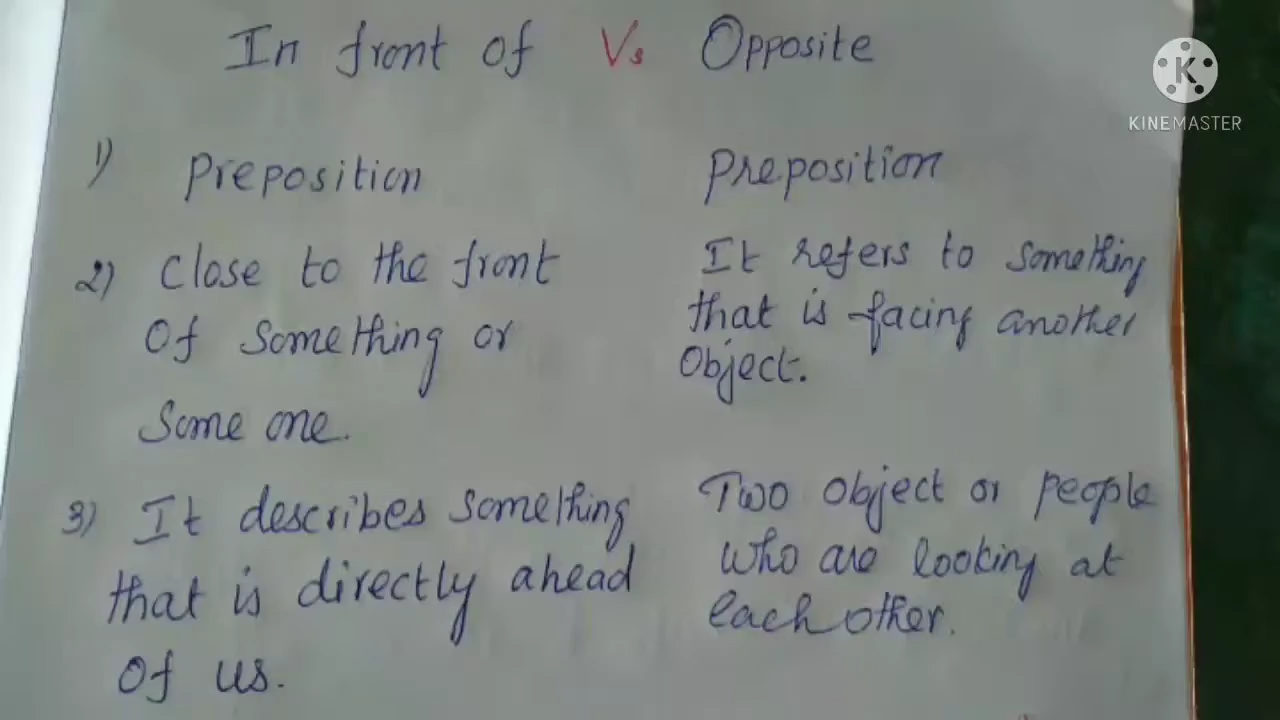 In front of Vs Opposite
KINEMASTER
1) Preposition
Preposition
2) Close to the front
Of Something or
Some one.
It refers to Something
that is facing another
Object.
3) It describes Something
that is directly ahead
Of us.
Two object or people
who are looking at
each other.